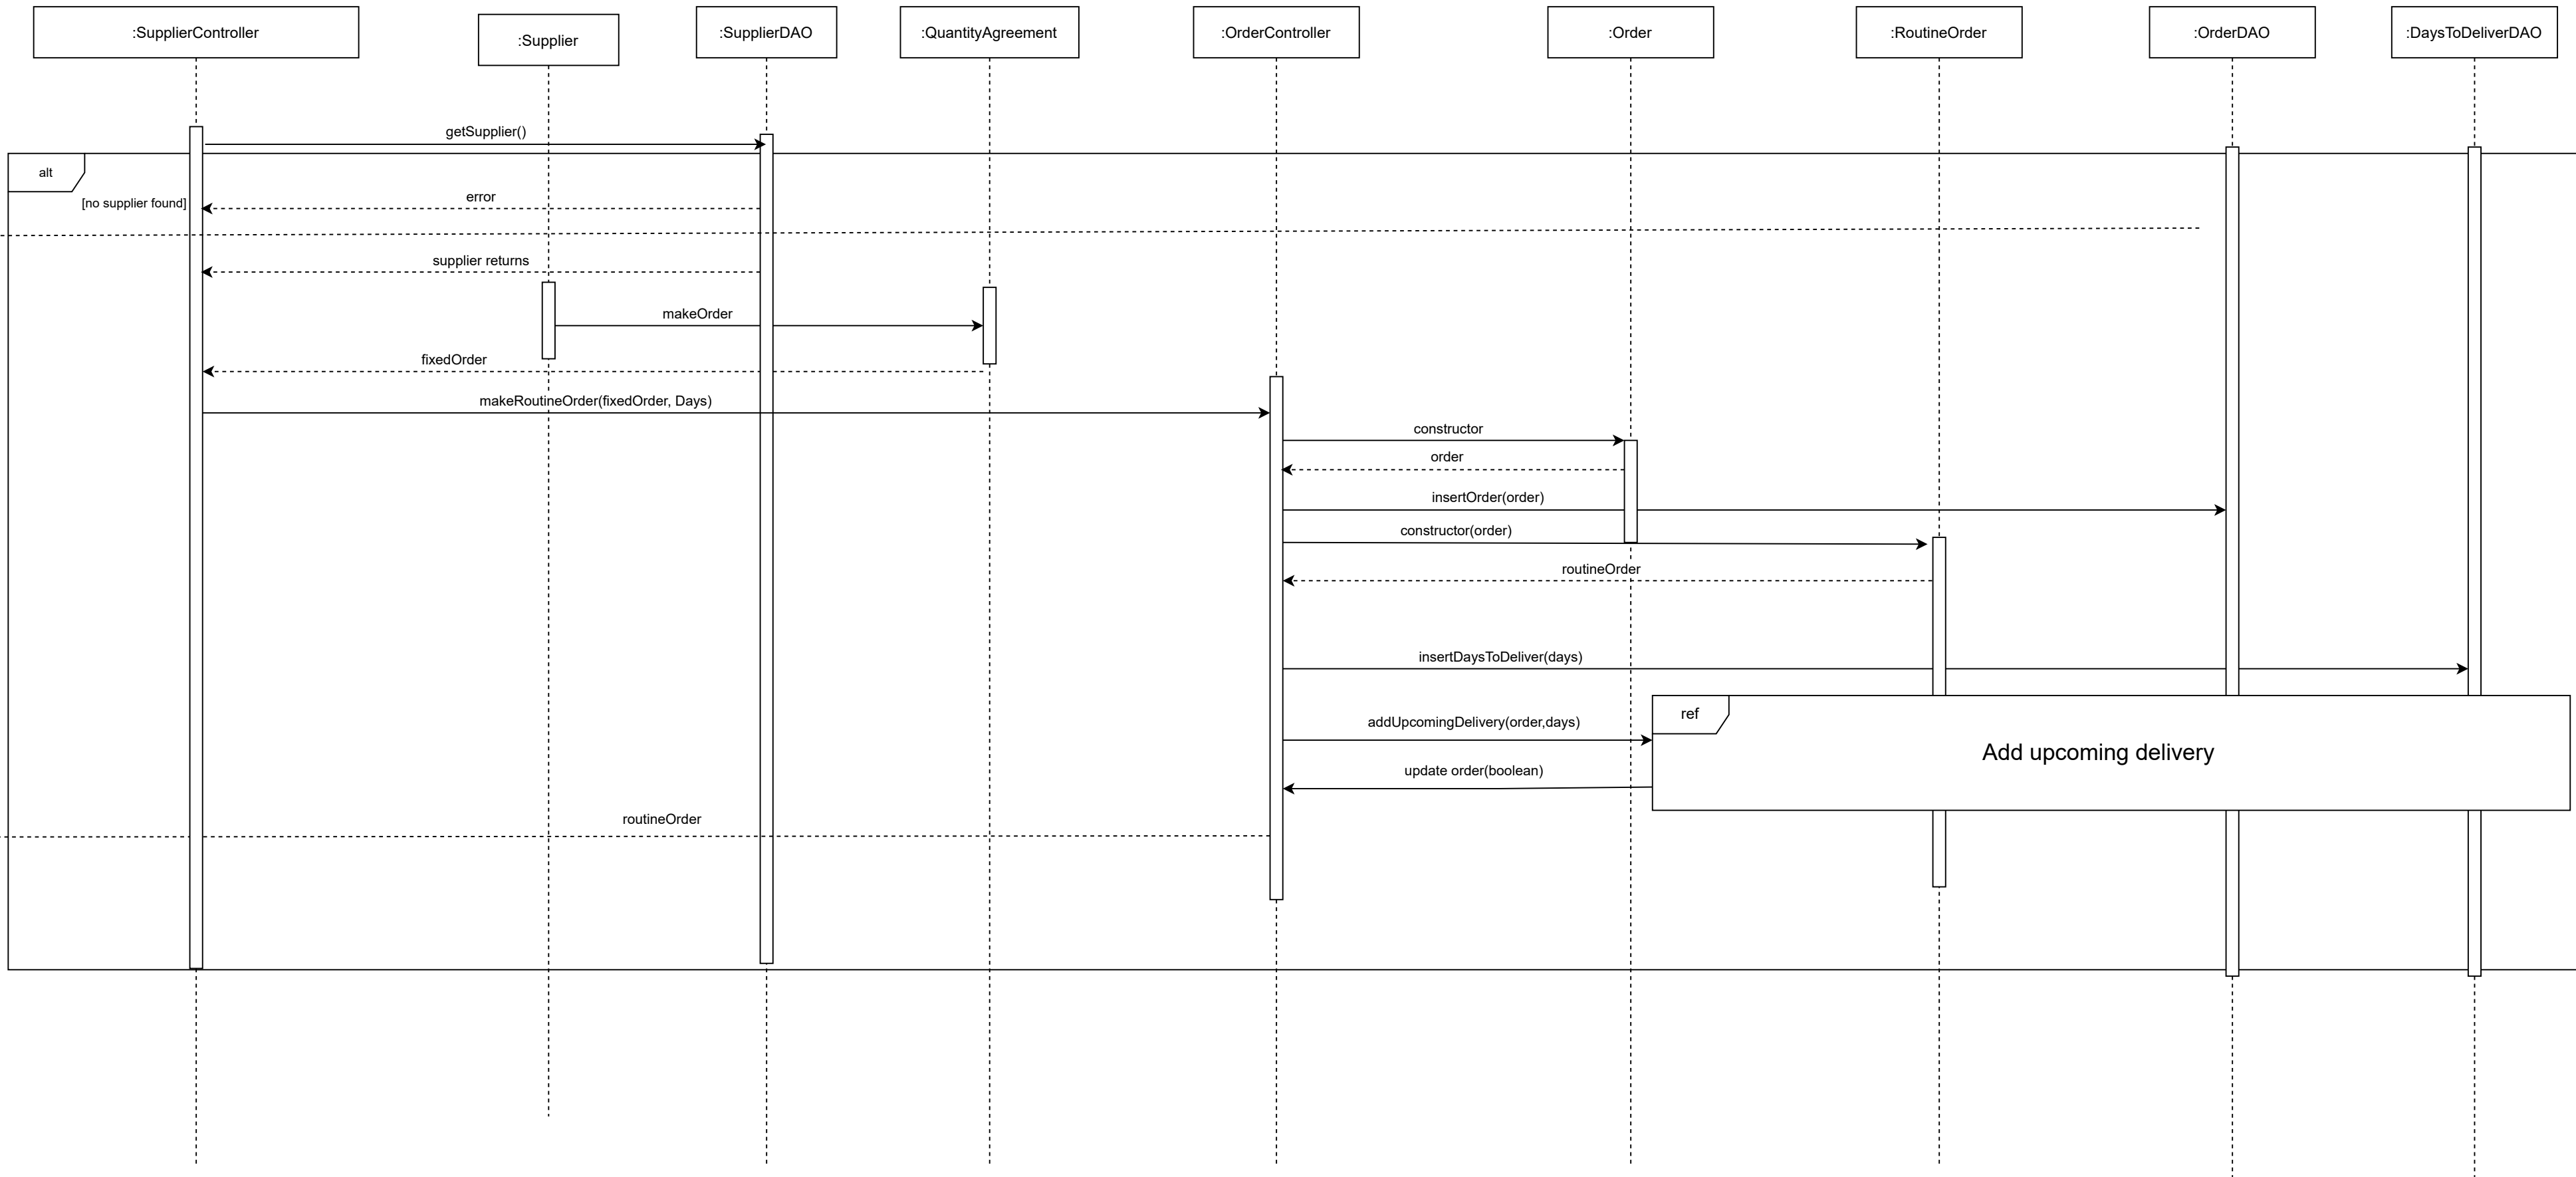 :SupplierController
:Supplier
:SupplierDAO
:QuantityAgreement
:OrderController
:Order
:RoutineOrder
:OrderDAO
:DaysToDeliverDAO
getSupplier()
alt
error
[no supplier found]
supplier returns
makeOrder
fixedOrder
makeRoutineOrder(fixedOrder, Days)
constructor
order
insertOrder(order)
constructor(order)
routineOrder
insertDaysToDeliver(days)
ref
addUpcomingDelivery(order,days)
Add upcoming delivery
update order(boolean)
routineOrder